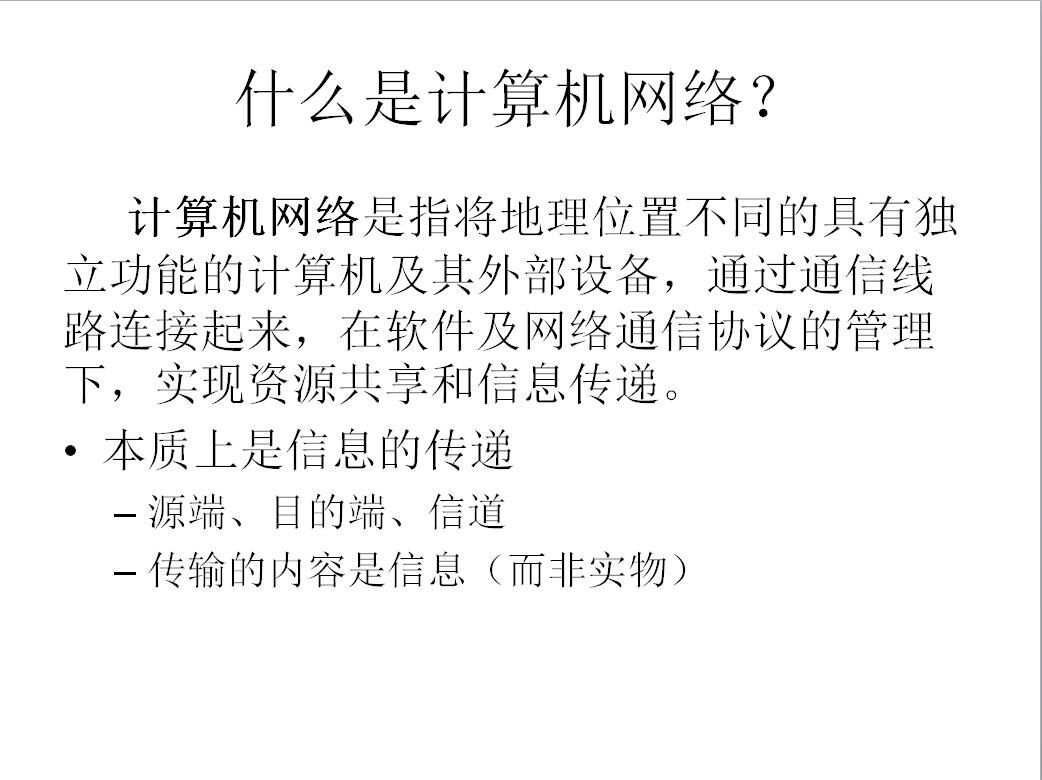 什么是计算机网络？
计算机网络是指将地理位置不同的具有独
立功能的计算机及其外部设备，通过通信线
路连接起来，在软件及网络通信协议的管理
下，实现资源共享和信息传递。
• 本质上是信息的传递
– 源端、目的端、信道
– 传输的内容是信息（而非实物）